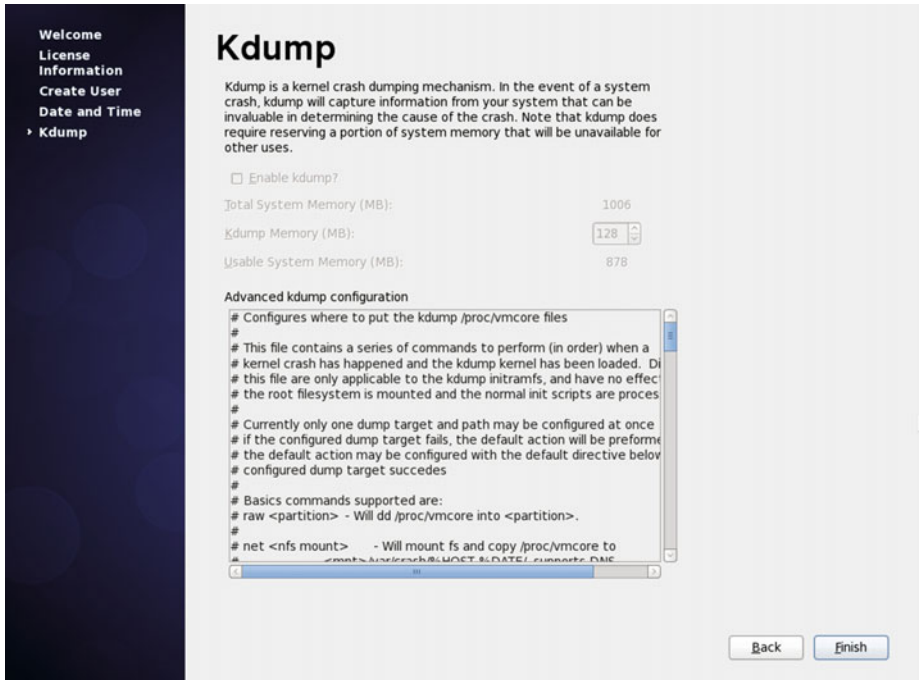 Welcome
License
Information
Create User
Date and Time
Kdump
Kdump
Kdump is a kernel crash dumping mechanism. In the event of a system
crash, kdump will capture information from your system that can be
invaluable in determining the cause of the crash. Note that kdump does
require reserving a portion of system memory that will be unavailable for
other uses.
Enable kdump?
Total System Memory (MB): 1006
Kdump Memory (MB): 128
Usable System Memory (MB): 878
Advanced kdump configuration
# Configures where to put the kdump /proc/vmcore files
#
# This file contains a series of commands to perform (in order) when a
# kernel crash has happened and the kdump kernel has been loaded. Di
# this file are only applicable to the kdump initramfs, and have no effec
# the root filesystem is mounted and the normal init scripts are proces
#
# Currently only one dump target and path may be configured at once
# if the configured dump target fails, the default action will be preforme
# the default action may be configured with the default directive below
# configured dump target succedes
#
# Basics commands supported are:
# raw <partition> - Will dd /proc/vmcore into <partition>.
#
# net <nfs mount> - Will mount fs and copy /proc/vmcore to
# <mnt>/var/crash/%HOST-%DATE/, supports DNS
Back
Finish